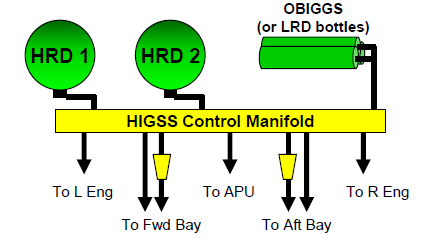 OBIGGS
(or LRD bottles)
HRD 1
HRD 2
HIGSS Control Manifold
To L Eng
To APU
To R Eng
To Fwd Bay
To Aft Bay